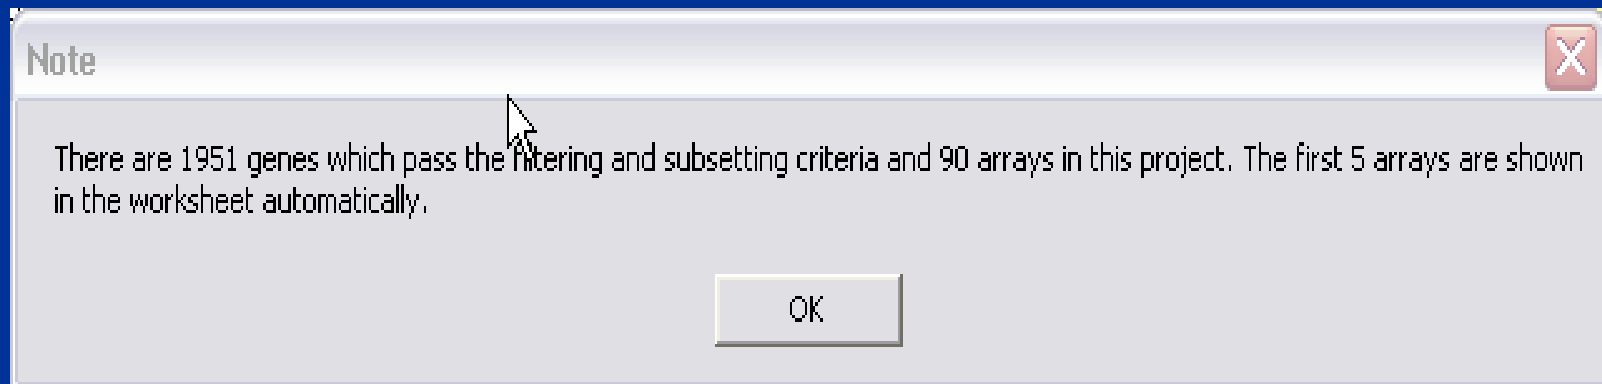 Note
There are 1951 genes which pass the filtering and subsetting criteria and 90 arrays in this project. The first 5 arrays are shown
in the worksheet automatically.
OK